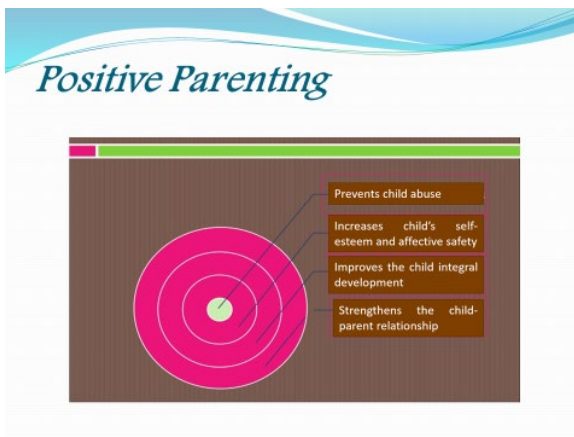 Positive Parenting
Prevents child abuse
Increases child's self-
esteem and affective safety
Improves the child integral
development
Strengthens the child-
parent relationship